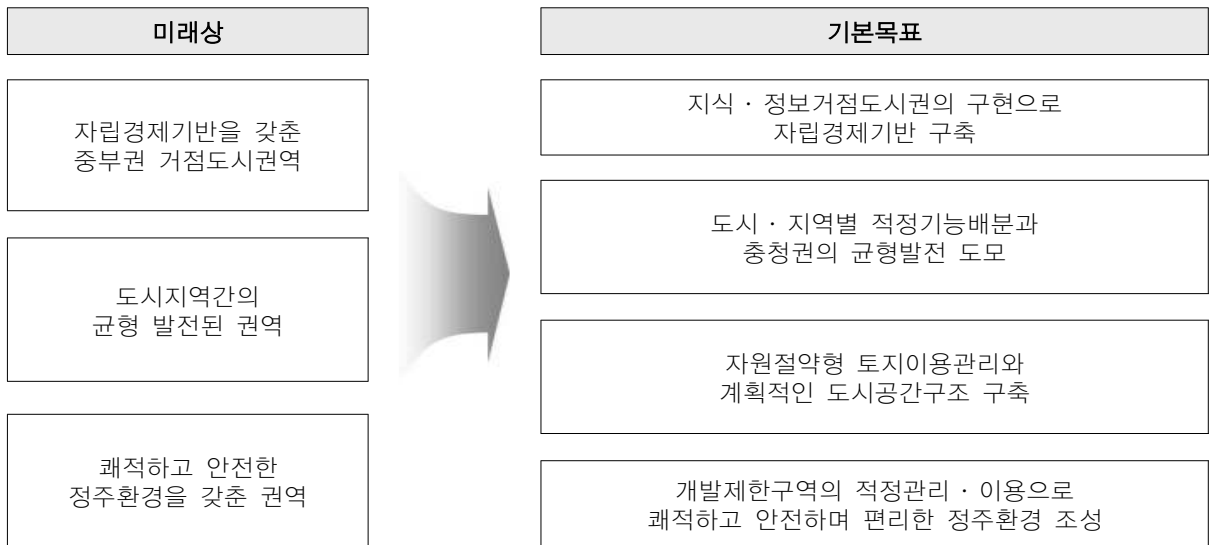 미래상
자립경제기반을 갖춘
중부권 거점도시권역
도시지역간의
균형 발전된 권역
쾌적하고 안전한
정주환경을 갖춘 권역
기본목표
지식 · 정보거점도시권의 구현으로
자립경제기반 구축
도시 · 지역별 적정기능배분과
충청권의 균형발전 도모
자원절약형 토지이용관리와
계획적인 도시공간구조 구축
개발제한구역의 적정관리 · 이용으로
쾌적하고 안전하며 편리한 정주환경 조성